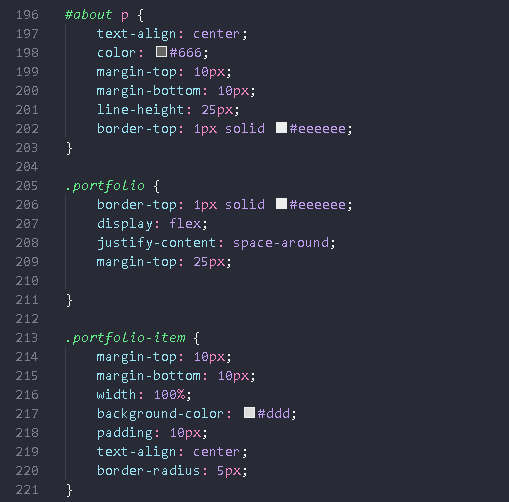 196 #about p {
197     text-align: center;
198     color: #666;
199     margin-top: 10px;
200     margin-bottom: 10px;
201     line-height: 25px;
202     border-top: 1px solid #eeeeee;
203 }
204
205 .portfolio {
206     border-top: 1px solid #eeeeee;
207     display: flex;
208     justify-content: space-around;
209     margin-top: 25px;
210
211 }
212
213 .portfolio-item {
214     margin-top: 10px;
215     margin-bottom: 10px;
216     width: 100%;
217     background-color: #ddd;
218     padding: 10px;
219     text-align: center;
220     border-radius: 5px;
221 }